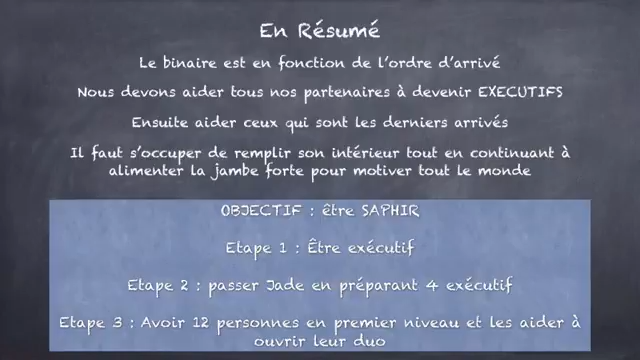 En Résumé
Le binaire est en fonction de l'ordre d'arrivé
Nous devons aider tous nos partenaires à devenir EXECUTIFS
Ensuite aider ceux qui sont les derniers arrivés
Il faut s'occuper de remplir son intérieur tout en continuant à
alimenter la jambe forte pour motiver tout le monde
OBJECTIF : être SAPHIR
Etape 1 : Être exécutif
Etape 2 : passer Jade en préparant 4 exécutif
Etape 3 : Avoir 12 personnes en premier niveau et les aider à
ouvrir leur duo